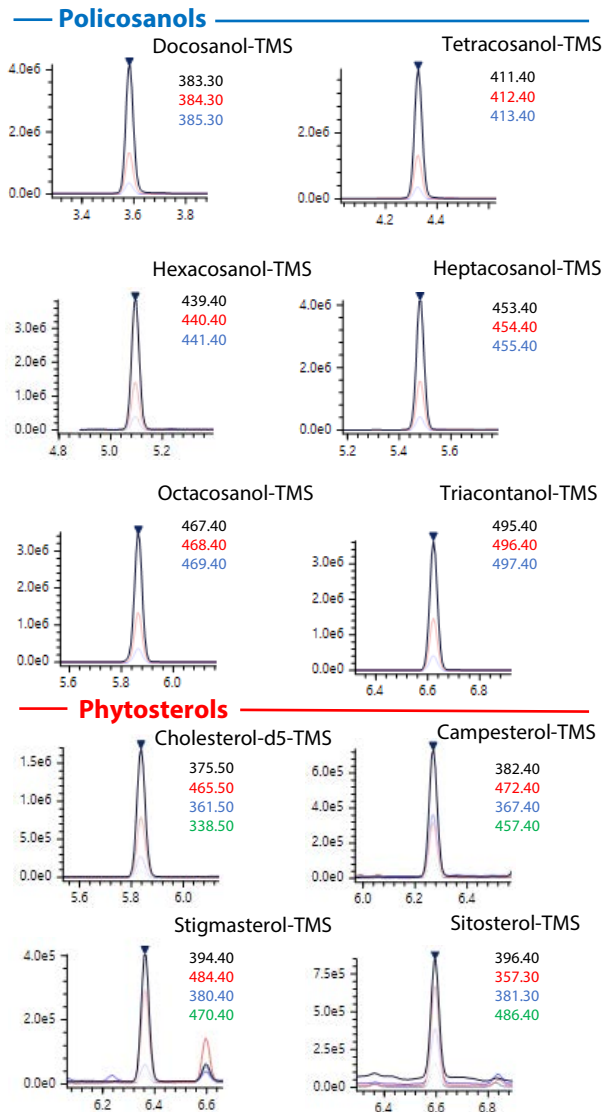 Policosanols
Docosanol-TMS
383.30
384.30
385.30
4.0e6
2.0e6
0.0e0
3.4 3.6 3.8
Tetracosanol-TMS
411.40
412.40
413.40
4.0e6
2.0e6
0.0e0
4.2 4.4
Hexacosanol-TMS
439.40
440.40
441.40
3.0e6
2.0e6
1.0e6
0.0e0
4.8 5.0 5.2
Heptacosanol-TMS
453.40
454.40
455.40
4.0e6
2.0e6
0.0e0
5.2 5.4 5.6
Octacosanol-TMS
467.40
468.40
469.40
3.0e6
2.0e6
1.0e6
0.0e0
5.6 5.8 6.0
Triacontanol-TMS
495.40
496.40
497.40
3.0e6
2.0e6
1.0e6
0.0e0
6.4 6.6 6.8
Phytosterols
Cholesterol-d5-TMS
375.50
465.50
361.50
338.50
1.5e6
1.0e6
5.0e5
0.0e0
5.6 5.8 6.0
Campesterol-TMS
382.40
472.40
367.40
457.40
6.0e5
4.0e5
2.0e5
0.0e0
6.0 6.2 6.4
Stigmasterol-TMS
394.40
484.40
380.40
470.40
4.0e5
2.0e5
0.0e0
6.2 6.4 6.6
Sitosterol-TMS
396.40
357.30
381.30
486.40
7.5e5
5.0e5
2.5e5
0.0e0
6.4 6.6 6.8